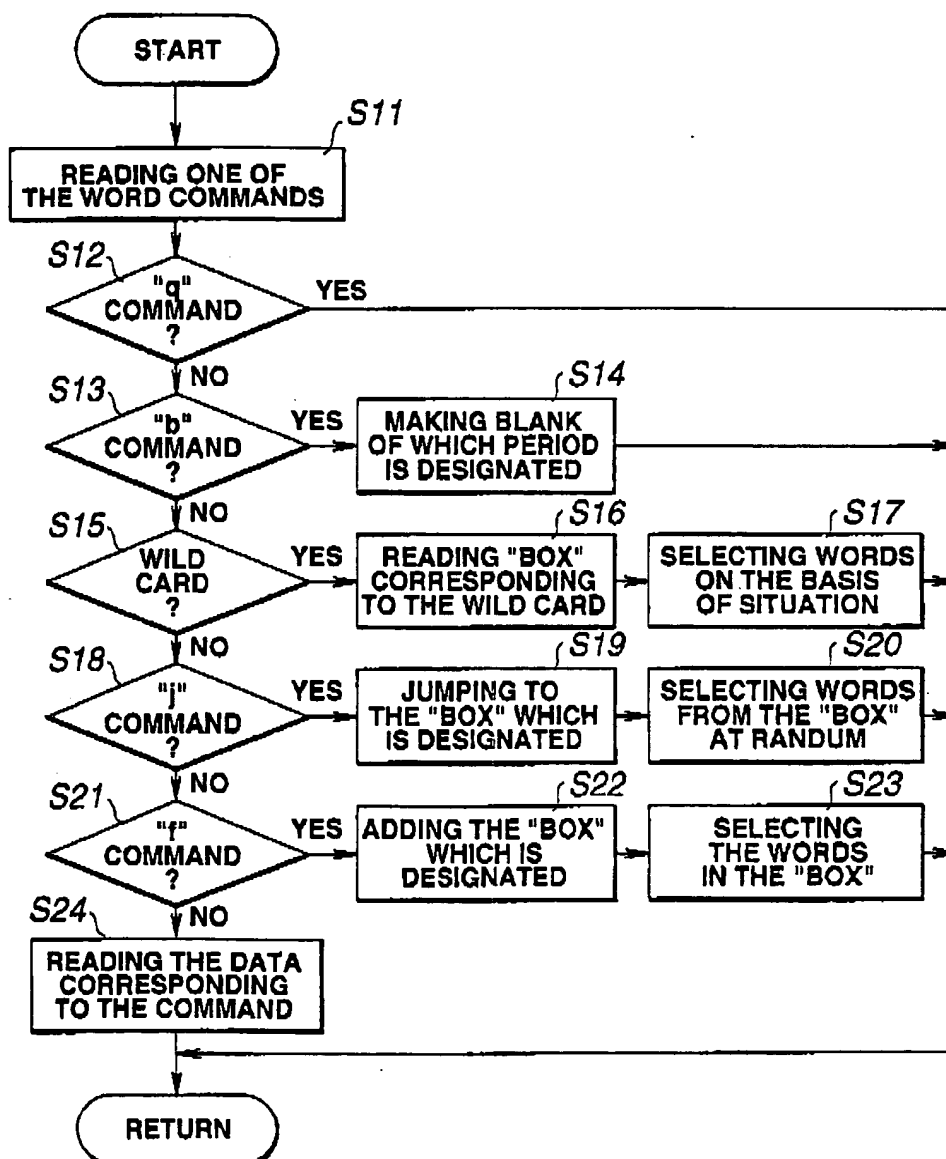 START
S11
READING ONE OF
THE WORD COMMANDS
S12
"q"
COMMAND
?
YES
NO
S13
"b"
COMMAND
?
YES
S14
MAKING BLANK
OF WHICH PERIOD
IS DESIGNATED
NO
S15
WILD
CARD
?
YES
S16
READING "BOX"
CORRESPONDING
TO THE WILD CARD
S17
SELECTING WORDS
ON THE BASIS
OF SITUATION
NO
S18
"j"
COMMAND
?
YES
S19
JUMPING TO
THE "BOX" WHICH
IS DESIGNATED
S20
SELECTING WORDS
FROM THE "BOX"
AT RANDUM
NO
S21
"f"
COMMAND
?
YES
S22
ADDING THE "BOX"
WHICH IS
DESIGNATED
S23
SELECTING
THE WORDS
IN THE "BOX"
NO
S24
READING THE DATA
CORRESPONDING
TO THE COMMAND
RETURN